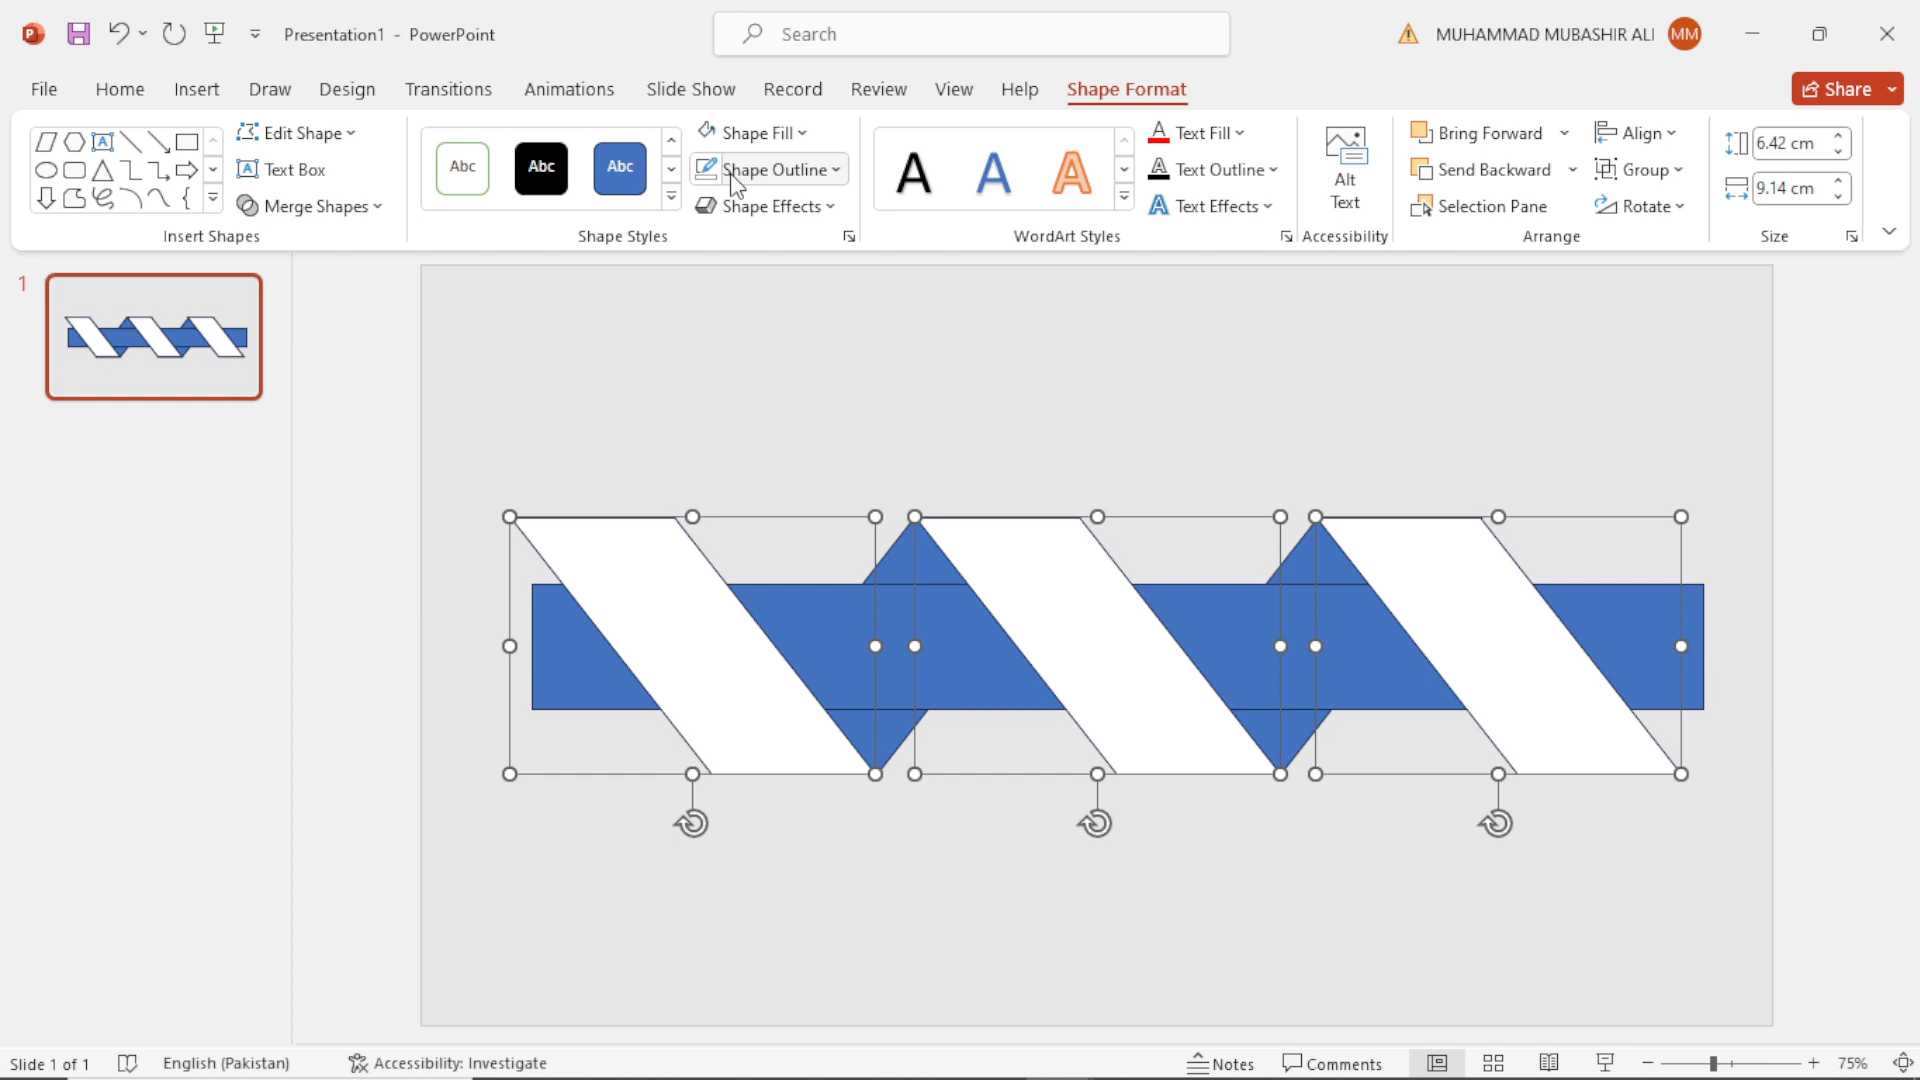 Presentation1 - PowerPoint
Search
MUHAMMAD MUBASHIR ALI
MM
File
Home
Insert
Draw
Design
Transitions
Animations
Slide Show
Record
Review
View
Help
Shape Format
Share
Edit Shape
Text Box
Merge Shapes
Insert Shapes
Abc
Abc
Abc
Shape Fill
Shape Outline
Shape Effects
Shape Styles
A
A
A
Text Fill
Text Outline
Text Effects
WordArt Styles
Alt
Text
Accessibility
Bring Forward
Send Backward
Selection Pane
Align
Group
Rotate
Arrange
6.42 cm
9.14 cm
Size
1
Slide 1 of 1
English (Pakistan)
Accessibility: Investigate
Notes
Comments
75%